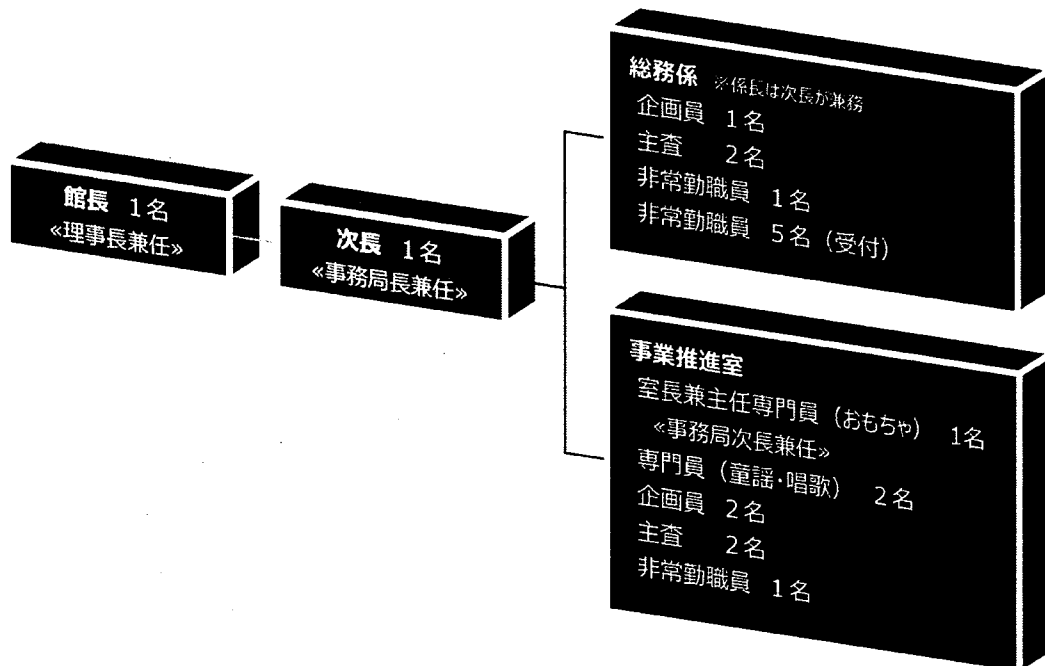 館長 1名
«理事長兼任»
次長 1名
«事務局長兼任»
総務係 ※係長は次長が兼務
企画員 1名
主査 2名
非常勤職員 1名
非常勤職員 5名（受付）
事業推進室
室長兼主任専門員（おもちゃ） 1名
«事務局次長兼任»
専門員（童謡・唱歌） 2名
企画員 2名
主査 2名
非常勤職員 1名